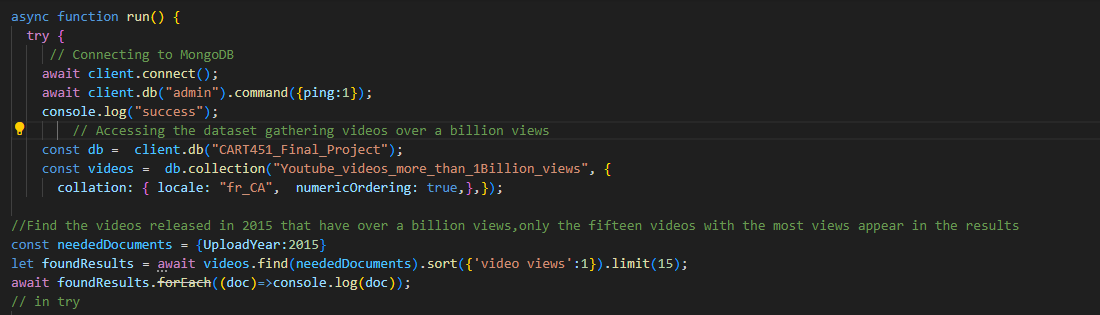 async function run() {
try {
// Connecting to MongoDB
await client.connect();
await client.db("admin").command({ping:1});
console.log("success");
// Accessing the dataset gathering videos over a billion views
const db =  client.db("CART451_Final_Project");
const videos =  db.collection("Youtube_videos_more_than_1Billion_views", {
collation: { locale: "fr_CA",  numericOrdering: true,},});
//Find the videos released in 2015 that have over a billion views,only the fifteen videos with the most views appear in the results
const neededDocuments = {UploadYear:2015}
let foundResults = await videos.find(neededDocuments).sort({'video views':1}).limit(15);
await foundResults.forEach((doc)=>console.log(doc));
// in try